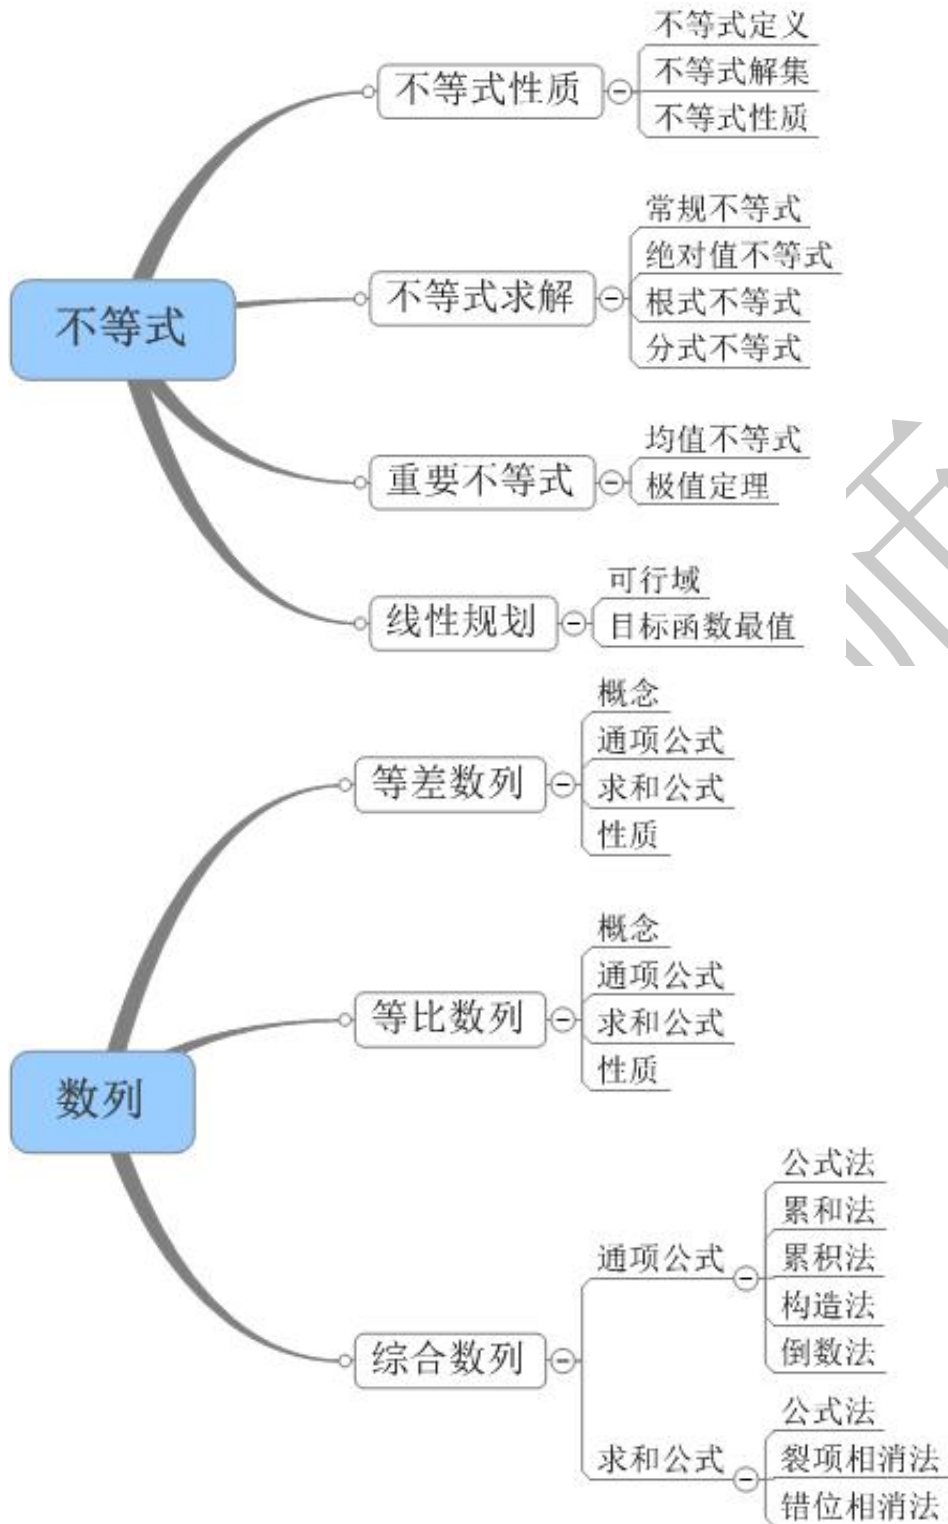 不等式
不等式性质
不等式定义
不等式解集
不等式性质
不等式求解
常规不等式
绝对值不等式
根式不等式
分式不等式
重要不等式
均值不等式
极值定理
线性规划
可行域
目标函数最值
数列
等差数列
概念
通项公式
求和公式
性质
等比数列
概念
通项公式
求和公式
性质
综合数列
通项公式
公式法
累和法
累积法
构造法
倒数法
求和公式
公式法
裂项相消法
错位相消法